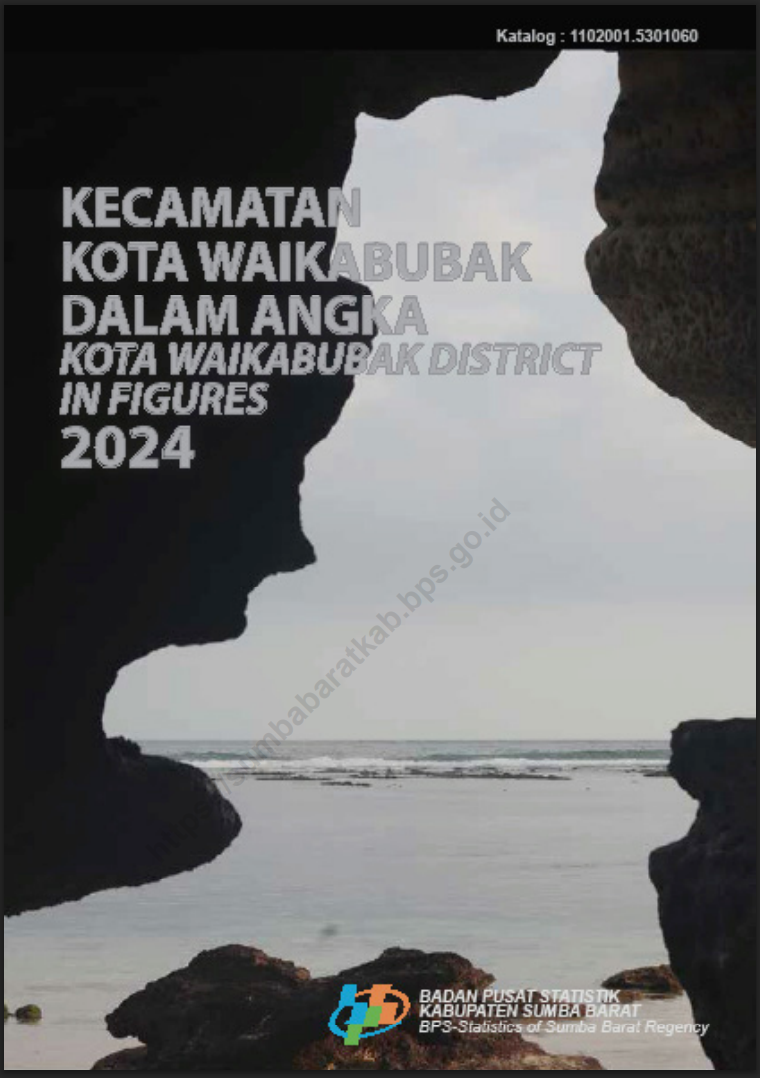 Katalog : 1102001.5301060
KECAMATAN
KOTA WAIKABUBAK
DALAM ANGKA
KOTA WAIKABUBAK DISTRICT
IN FIGURES
2024
sumbabaratkab.bps.go.id
BADAN PUSAT STATISTIK
KABUPATEN SUMBA BARAT
BPS-Statistics of Sumba Barat Regency